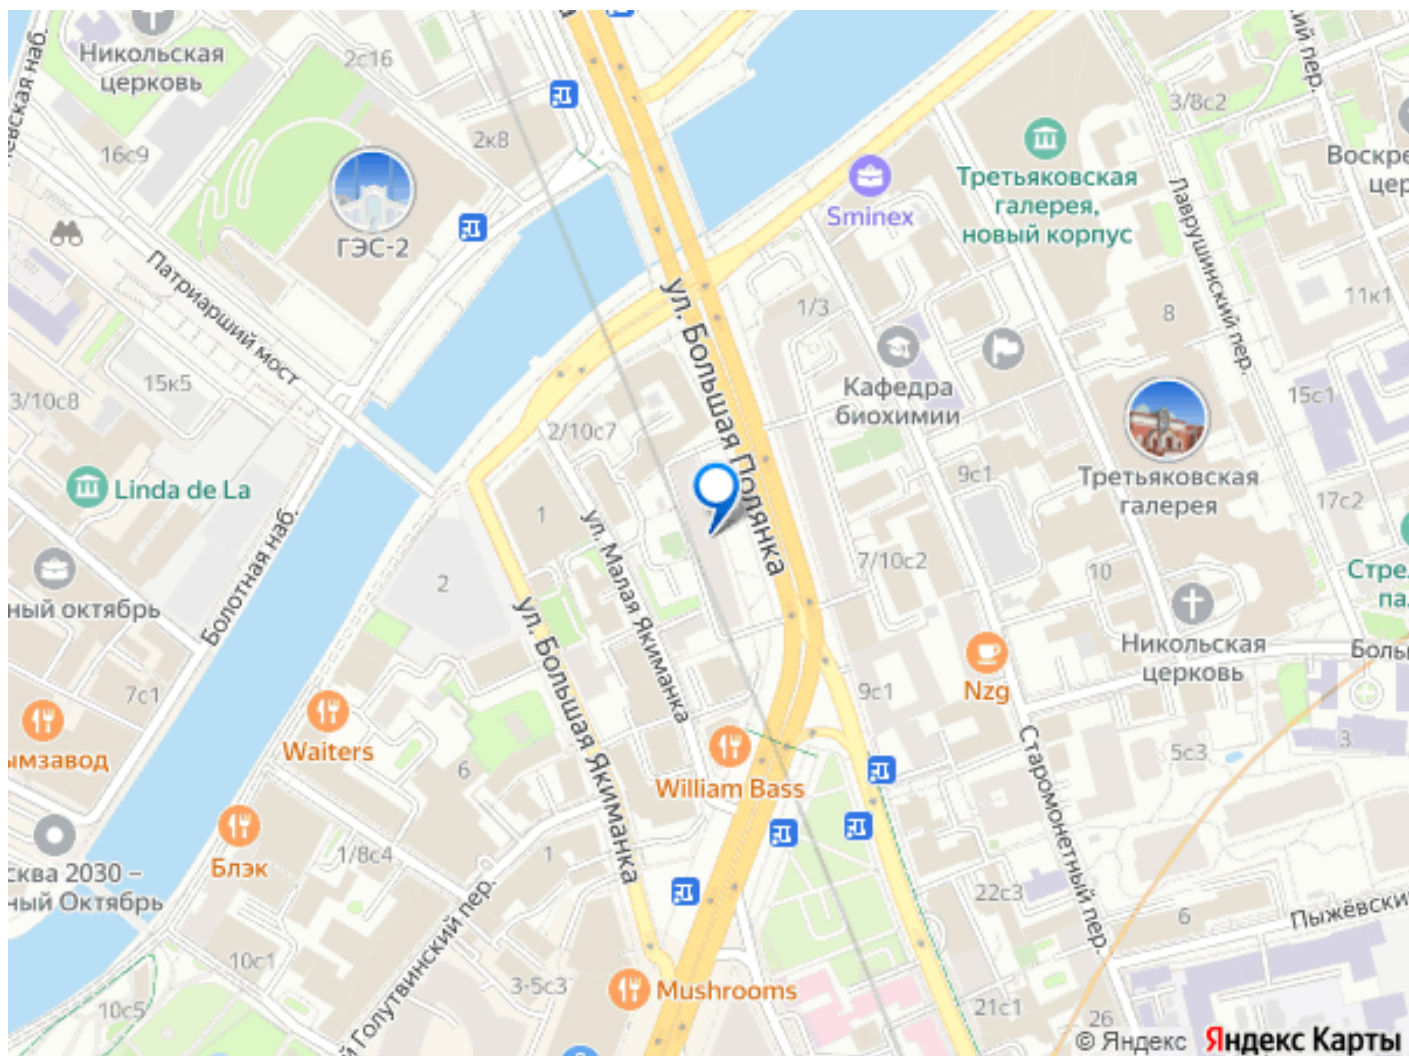 Никольская
церковь
2с16
2к8
16с9
ГЭС-2
Патриарший мост
15к5
3/10с8
Linda de La
Болотная наб.
ный октябрь
7с1
ымзавод
сква 2030 –
ный Октябрь
10с5
10с1
Блэк
Waiters
1/8с4
6
2
1
2/10с7
ул. Малая Якиманка
ул. Большая Якиманка
ул. Большая Полянка
William Bass
1
Голутвинский пер.
3-5с3
Mushrooms
Sminex
1/3
Третьяковская
галерея,
новый корпус
3/8с2
Лаврушинский пер.
Воскре
цер
11к1
8
Кафедра
биохимии
15с1
9с1
Третьяковская
галерея
17с2
7/10с2
10
Стре
па
Никольская
церковь
Боль
Nzg
9с1
5с3
3
Старомонетный пер.
22с3
6
Пыжёвски
21с1
26
© Яндекс Яндекс Карты